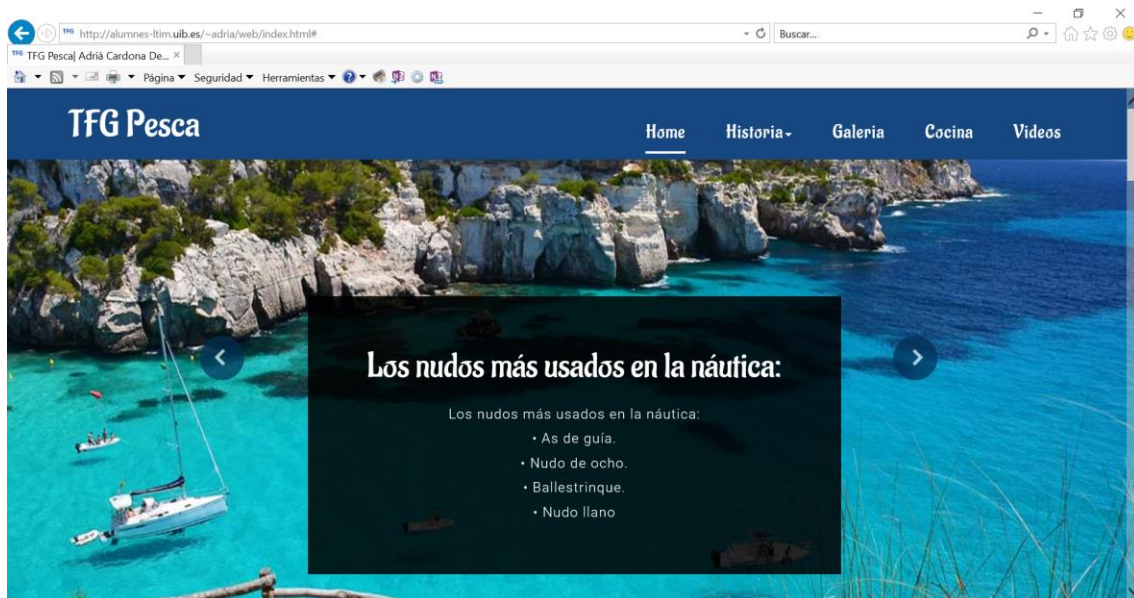 http://alumnes-ltim.uib.es/~adria/web/index.html#
Buscar...
TFG Pesca| Adrià Cardona De...
Página Seguridad Herramientas
TFG Pesca
Home Historia Galeria Cocina Videos
Los nudos más usados en la náutica:
Los nudos más usados en la náutica:
• As de guía.
• Nudo de ocho.
• Ballestrinque.
• Nudo llano